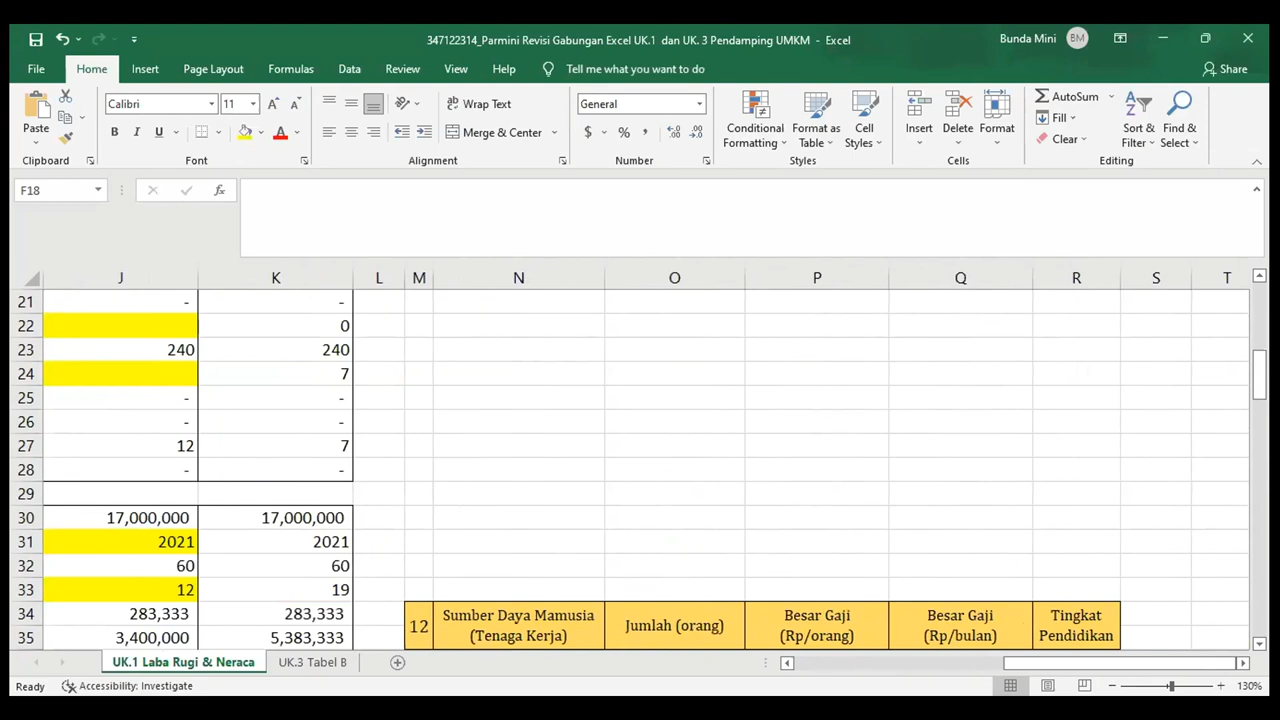 347122314_Parmini Revisi Gabungan Excel UK.1 dan UK. 3 Pendamping UMKM - Excel
Bunda Mini BM
File Home Insert Page Layout Formulas Data Review View Help Tell me what you want to do Share
Paste
Calibri 11
B I U
Wrap Text
Merge & Center
General
$ % ,
Conditional Formatting
Format as Table
Cell Styles
Insert Delete Format
AutoSum
Fill
Clear
Sort & Filter
Find & Select
Clipboard Font Alignment Number Styles Cells Editing
F18 fx
J K L M N O P Q R S T
21 - -
22 0
23 240 240
24 7
25 - -
26 - -
27 12 7
28 - -
29
30 17,000,000 17,000,000
31 2021 2021
32 60 60
33 12 19
34 283,333 283,333
35 3,400,000 5,383,333
12 Sumber Daya Mamusia (Tenaga Kerja) Jumlah (orang) Besar Gaji (Rp/orang) Besar Gaji (Rp/bulan) Tingkat Pendidikan
UK.1 Laba Rugi & Neraca UK.3 Tabel B
Ready Accessibility: Investigate 130%